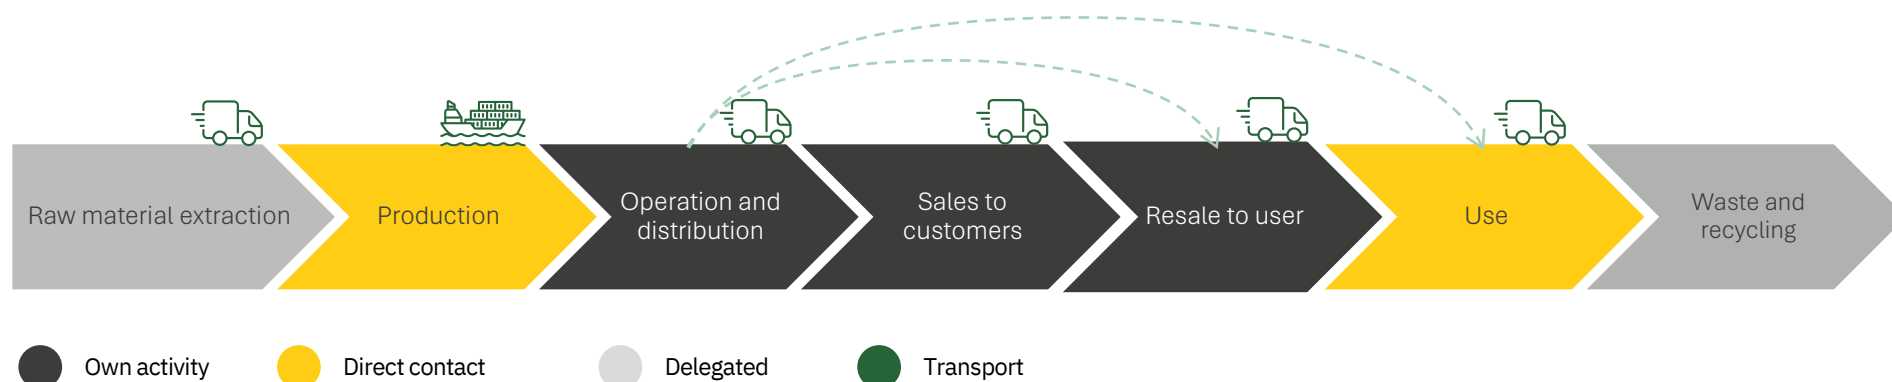 Raw material extraction
Production
Operation and
distribution
Sales to
customers
Resale to user
Use
Waste and
recycling
Own activity
Direct contact
Delegated
Transport